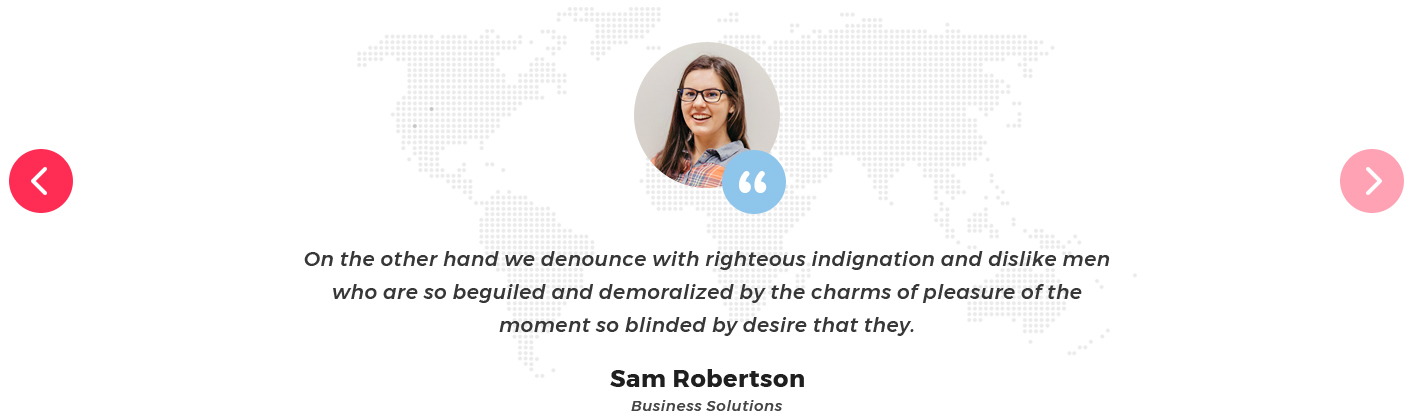 On the other hand we denounce with righteous indignation and dislike men
who are so beguiled and demoralized by the charms of pleasure of the
moment so blinded by desire that they.
Sam Robertson
Business Solutions